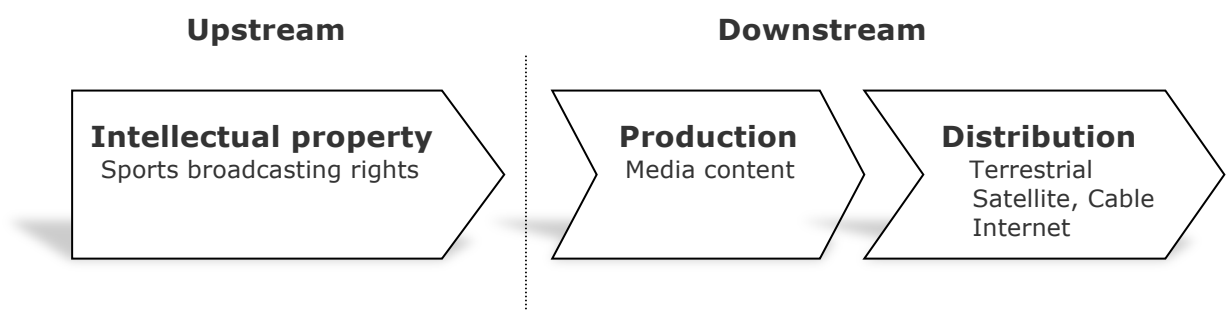 Upstream
Downstream
Intellectual property
Sports broadcasting rights
Production
Media content
Distribution
Terrestrial
Satellite, Cable
Internet